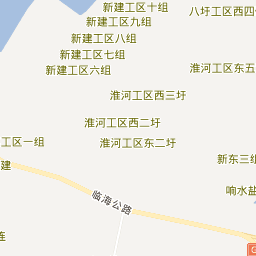 新建工区十组
八圩工区西四
新建工区九组
新建工区八组
新建工区七组
新建工区六组
淮河工区东五
淮河工区西三圩
淮河工区西二圩
工区一组
淮河工区东二圩
新东三组
建
响水盐
临海公路
连